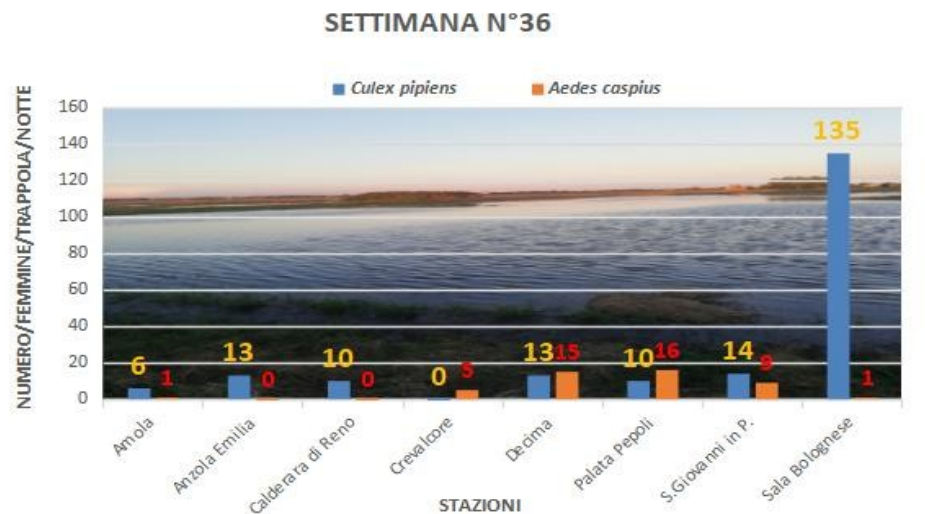 SETTIMANA N°36
Culex pipiens
Aedes caspius
NUMERO/FEMMINE/TRAPPOLA/NOTTE
160
140
120
100
80
60
40
20
0
6
1
13
0
10
0
0
5
13
15
10
16
14
9
135
1
Amola
Anzola Emilia
Calderara di Reno
Crevalcore
Decima
Palata Pepoli
S.Giovanni in P.
Sala Bolognese
STAZIONI